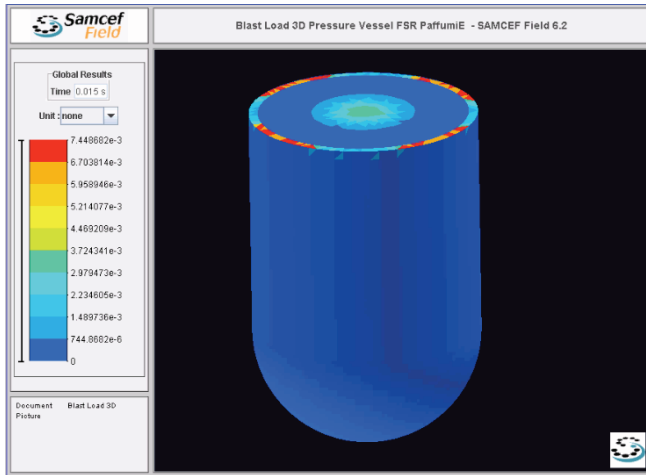 Samcef
Field
Blast Load 3D Pressure Vessel FSR PaffumiE - SAMCEF Field 6.2
Global Results
Time 0.015 s
Unit : none
7.448682e-3
6.703814e-3
5.958946e-3
5.214077e-3
4.469209e-3
3.724341e-3
2.979473e-3
2.234605e-3
1.489736e-3
744.8682e-6
0
Document Blast Load 3D
Picture